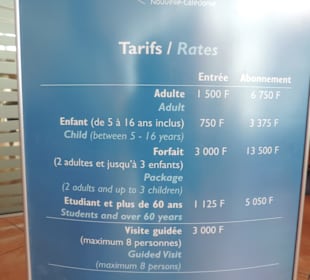 Nouvelle-Calédonie
Tarifs / Rates
Entrée Abonnement
Adulte 1 500 F 6 750 F
Adult
Enfant (de 5 à 16 ans inclus) 750 F 3 375 F
Child (between 5 - 16 years)
Forfait 3 000 F 13 500 F
(2 adultes et jusqu'à 3 enfants)
Package
(2 adults and up to 3 children)
Etudiant et plus de 60 ans 1 125 F 5 050 F
Students and over 60 years
Visite guidée 3 000 F
(maximum 8 personnes)
Guided Visit
(maximum 8 persons)